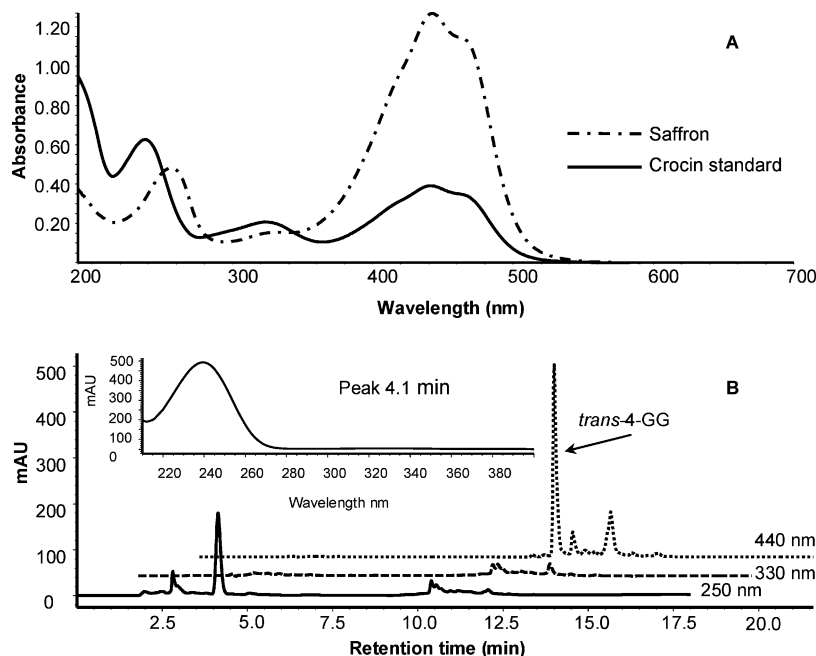 A
1.20
1.00
0.80
0.60
0.40
0.20
Absorbance
Saffron
Crocin standard
200 300 400 500 600 700
Wavelength (nm)
B
500
400
300
200
100
0
mAU
500
400
300
200
100
0
mAU
Peak 4.1 min
220 240 260 280 300 320 340 360 380
Wavelength nm
trans-4-GG
440 nm
330 nm
250 nm
2.5 5.0 7.5 10.0 12.5 15.0 17.5 20.0
Retention time (min)